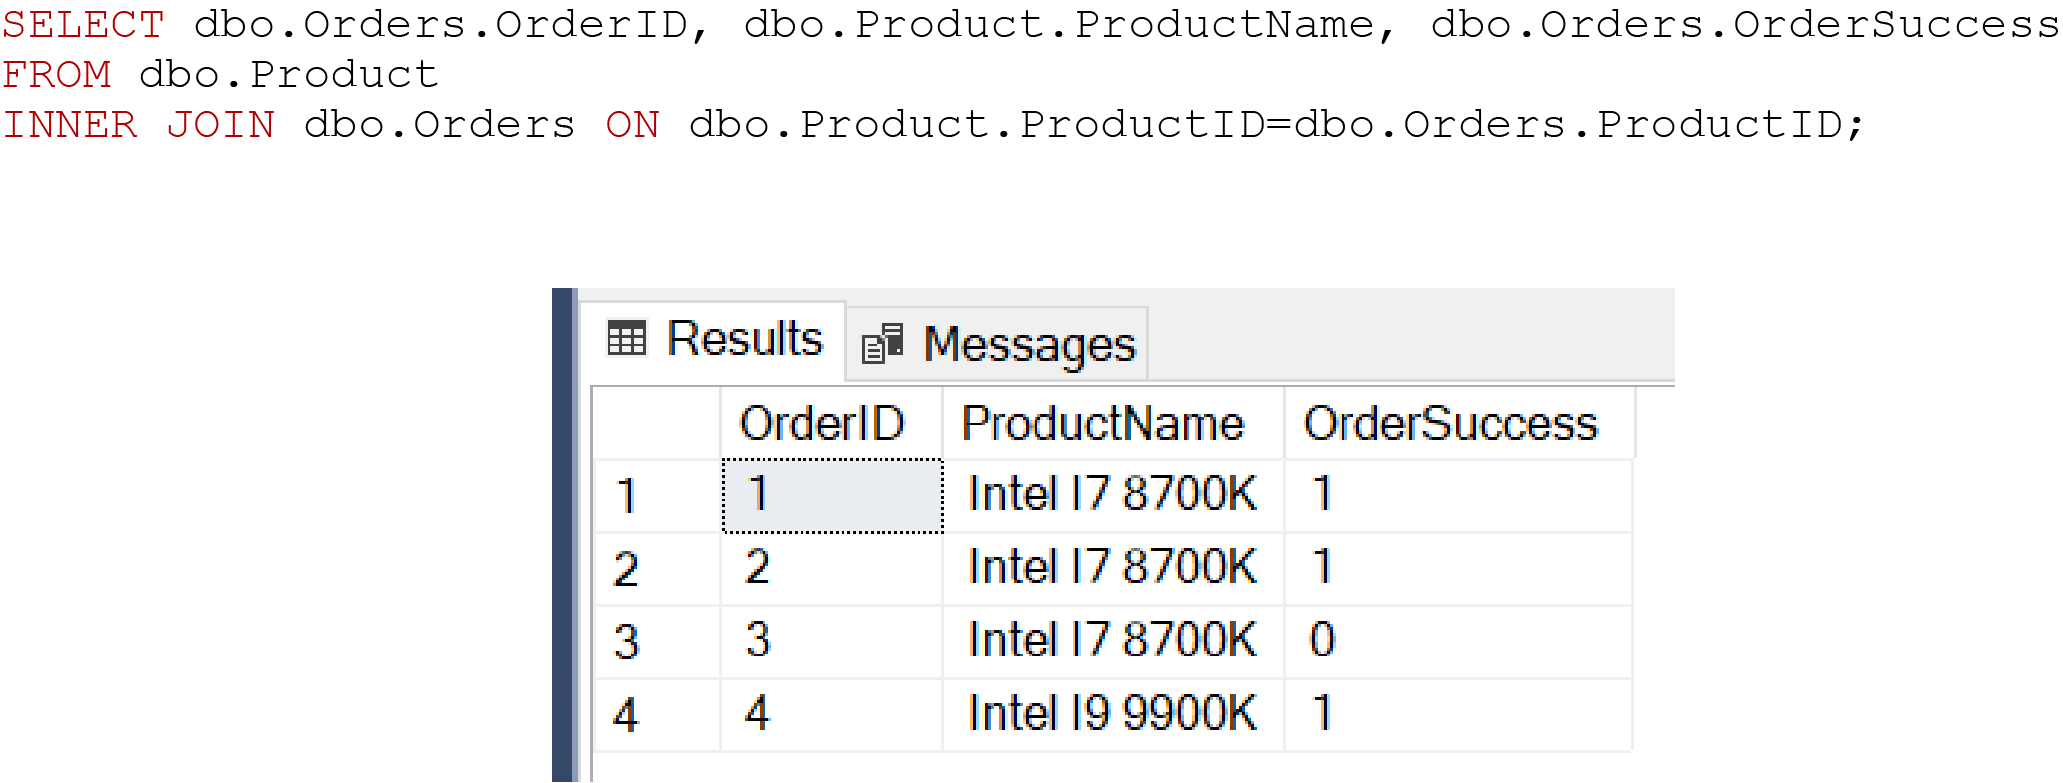 SELECT dbo.Orders.OrderID, dbo.Product.ProductName, dbo.Orders.OrderSuccess
FROM dbo.Product
INNER JOIN dbo.Orders ON dbo.Product.ProductID=dbo.Orders.ProductID;
Results Messages
OrderID ProductName OrderSuccess
1 1 Intel I7 8700K 1
2 2 Intel I7 8700K 1
3 3 Intel I7 8700K 0
4 4 Intel I9 9900K 1